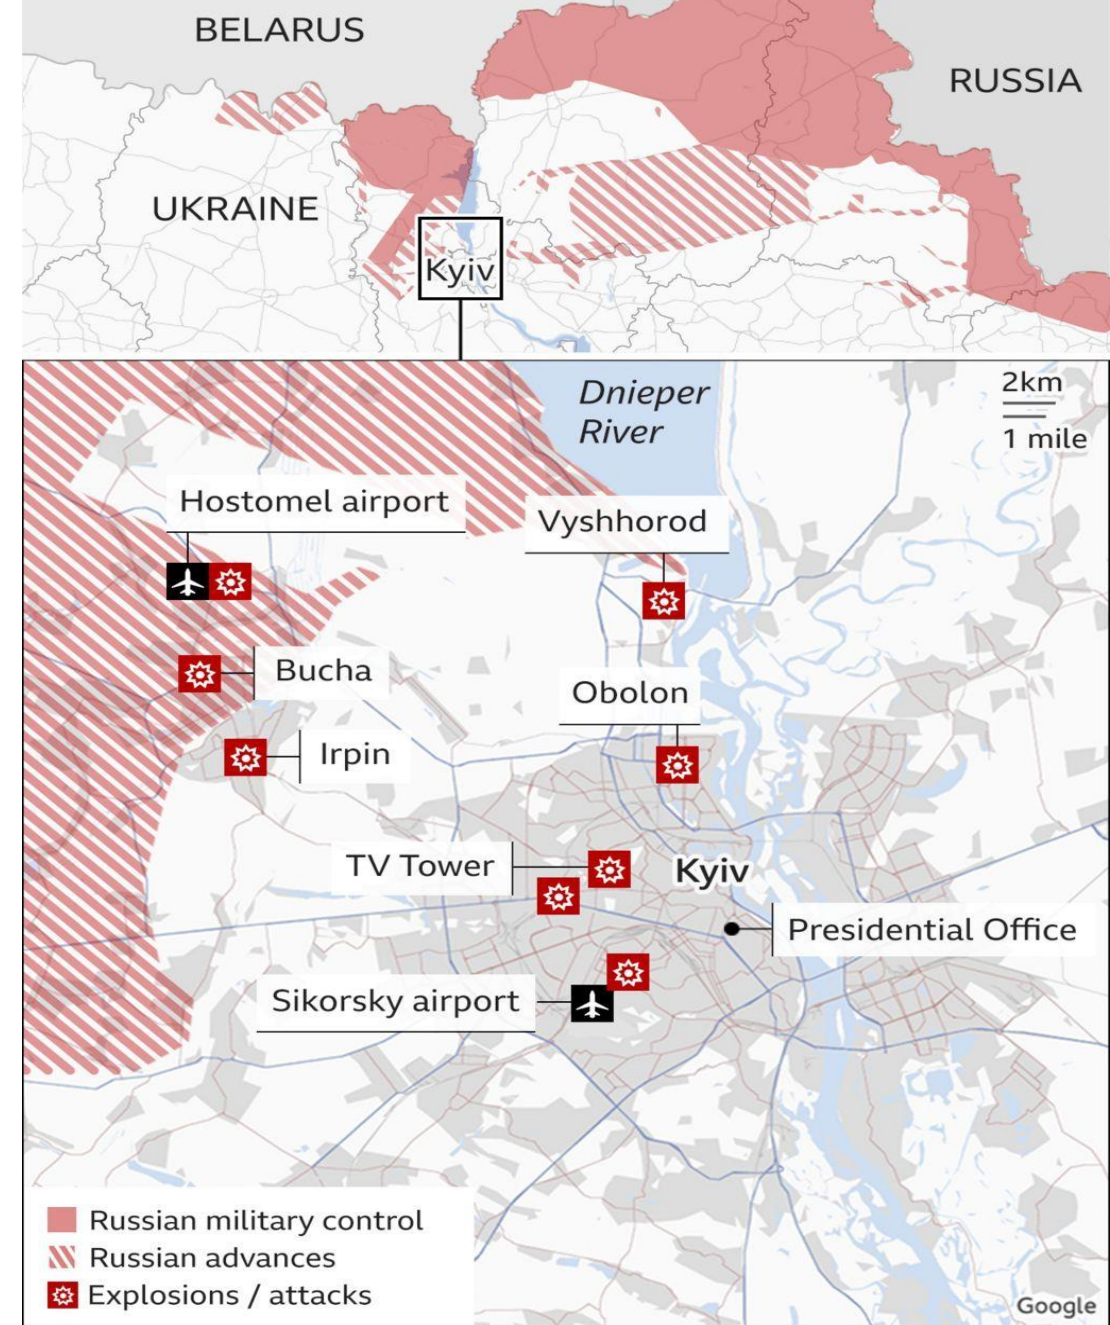 BELARUS
RUSSIA
UKRAINE
Kyiv
Dnieper
River
2km
1 mile
Hostomel airport
Vyshhorod
Bucha
Obolon
Irpin
TV Tower
Kyiv
Presidential Office
Sikorsky airport
Russian military control
Russian advances
Explosions / attacks
Google